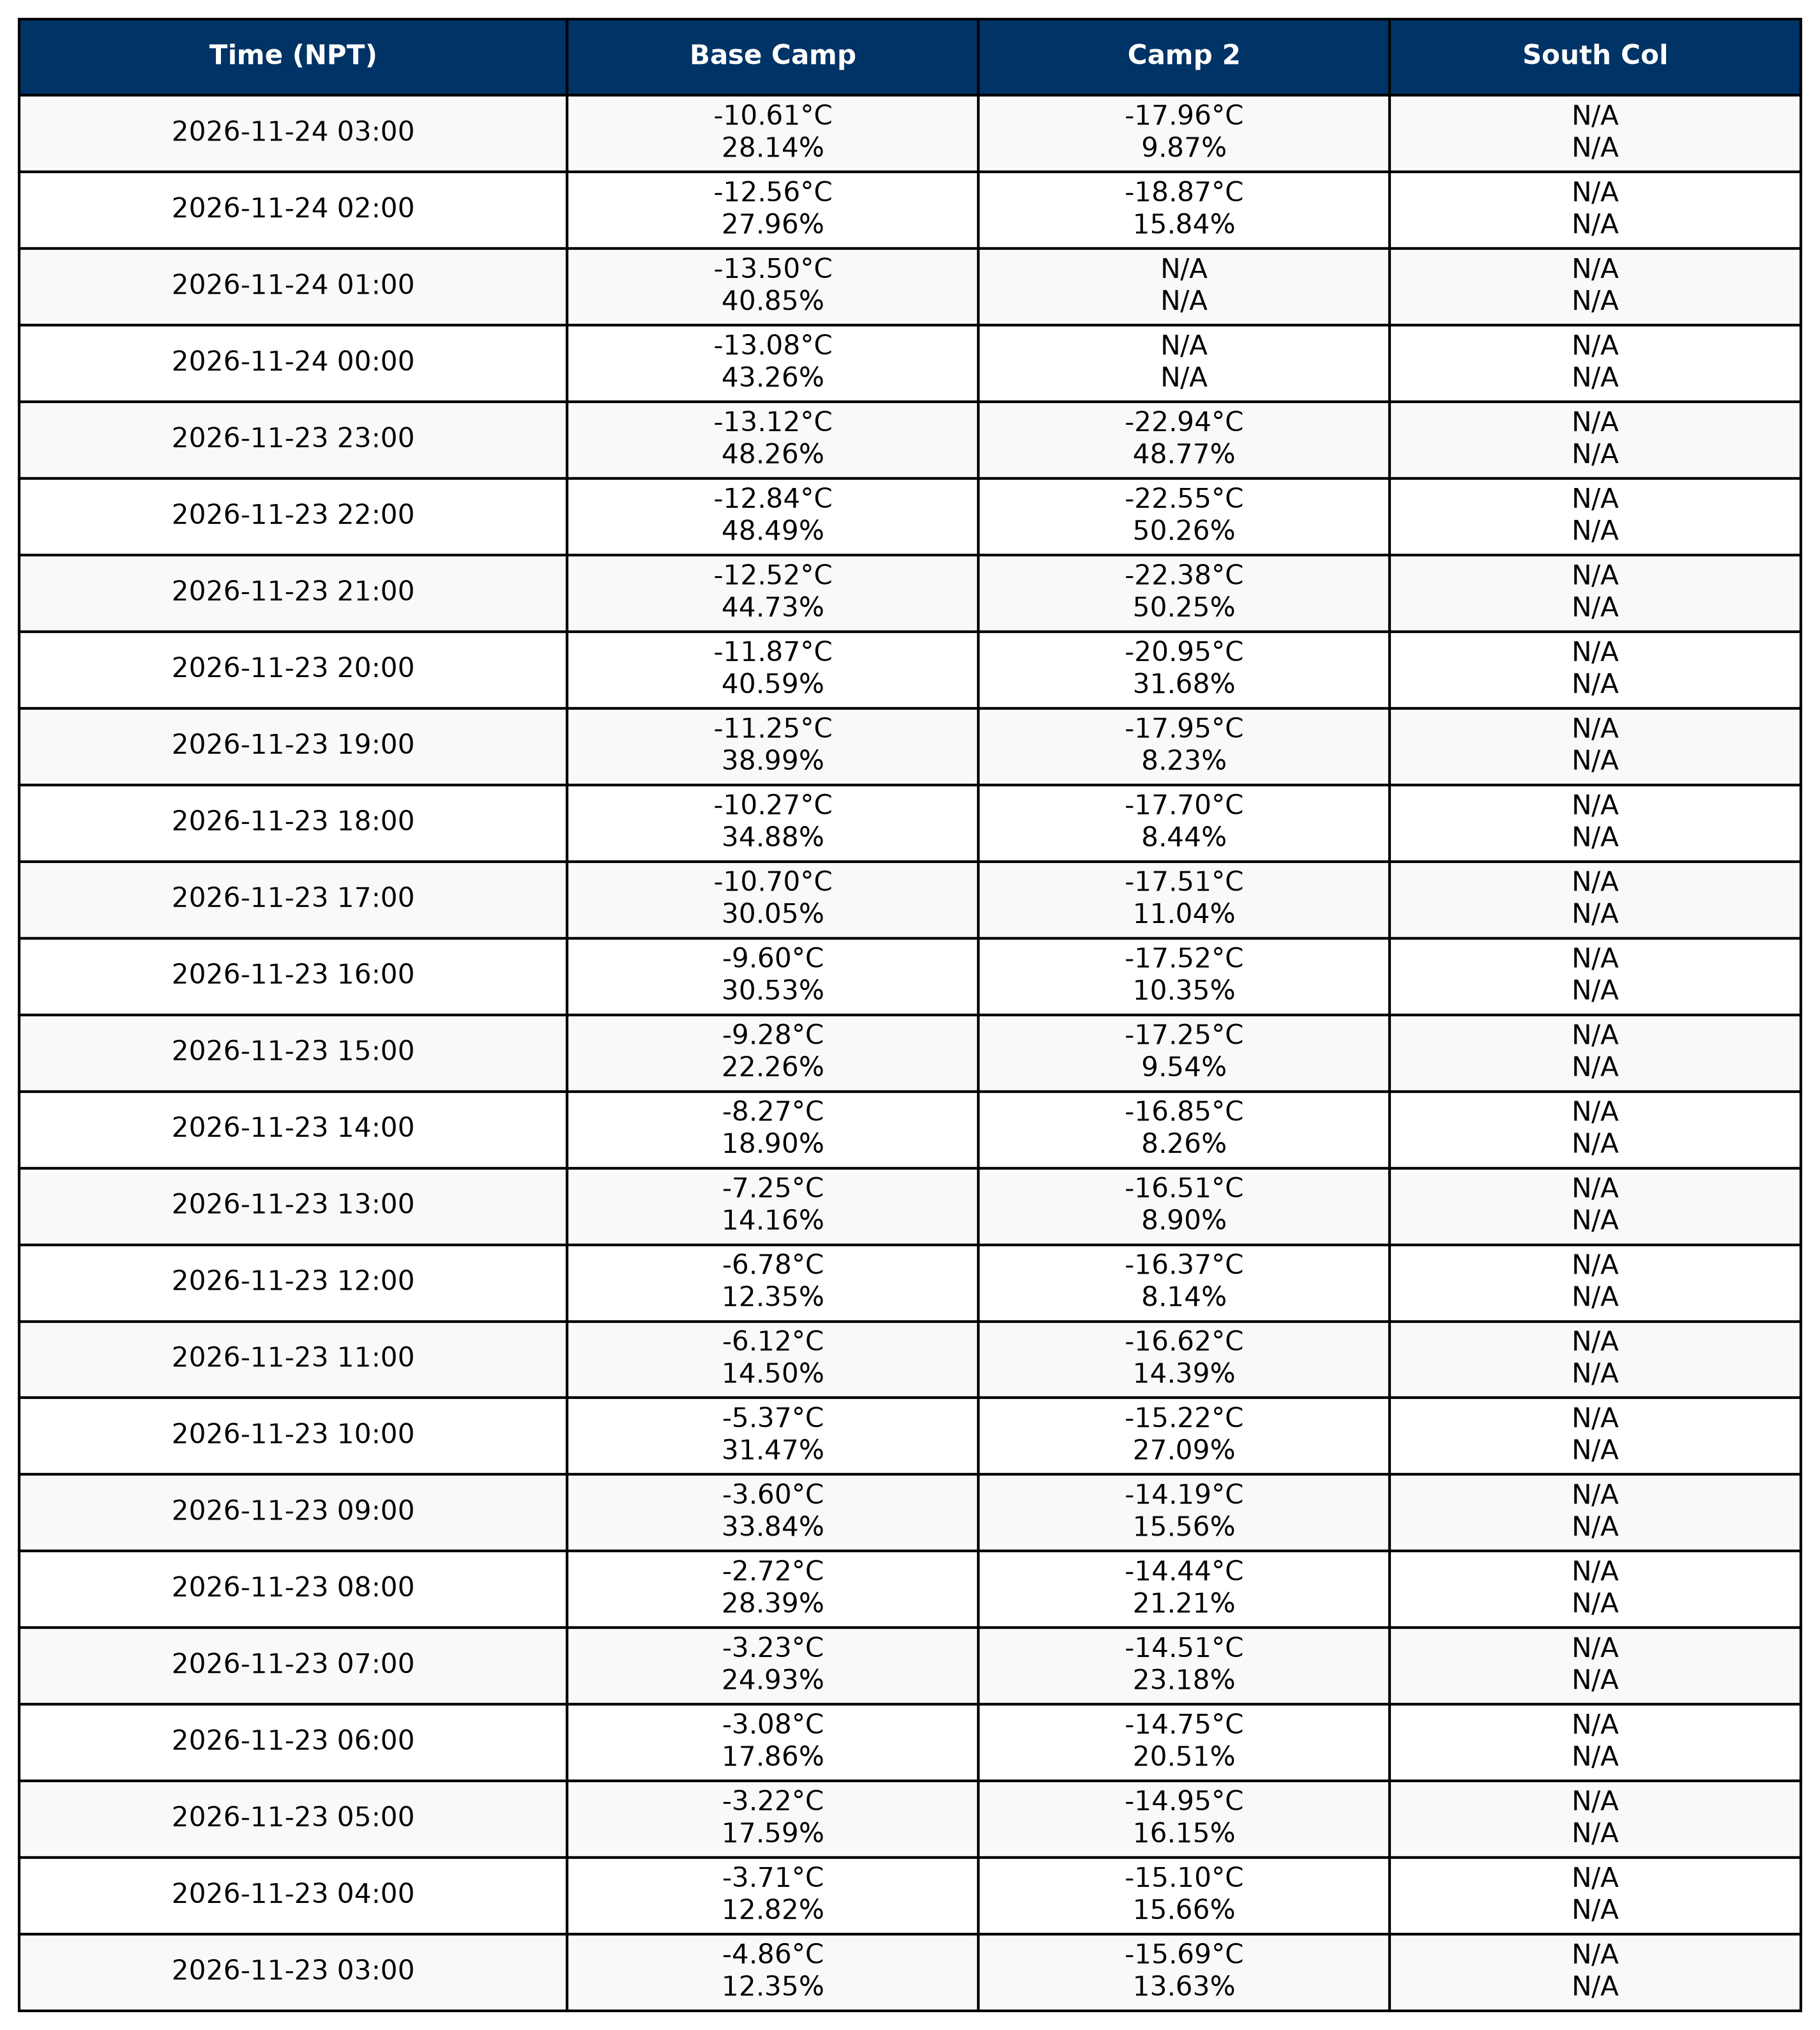 Time (NPT) Base Camp Camp 2 South Col
2026-11-24 03:00 -10.61°C -17.96°C N/A
28.14% 9.87% N/A
2026-11-24 02:00 -12.56°C -18.87°C N/A
27.96% 15.84% N/A
2026-11-24 01:00 -13.50°C N/A N/A
40.85% N/A N/A
2026-11-24 00:00 -13.08°C N/A N/A
43.26% N/A N/A
2026-11-23 23:00 -13.12°C -22.94°C N/A
48.26% 48.77% N/A
2026-11-23 22:00 -12.84°C -22.55°C N/A
48.49% 50.26% N/A
2026-11-23 21:00 -12.52°C -22.38°C N/A
44.73% 50.25% N/A
2026-11-23 20:00 -11.87°C -20.95°C N/A
40.59% 31.68% N/A
2026-11-23 19:00 -11.25°C -17.95°C N/A
38.99% 8.23% N/A
2026-11-23 18:00 -10.27°C -17.70°C N/A
34.88% 8.44% N/A
2026-11-23 17:00 -10.70°C -17.51°C N/A
30.05% 11.04% N/A
2026-11-23 16:00 -9.60°C -17.52°C N/A
30.53% 10.35% N/A
2026-11-23 15:00 -9.28°C -17.25°C N/A
22.26% 9.54% N/A
2026-11-23 14:00 -8.27°C -16.85°C N/A
18.90% 8.26% N/A
2026-11-23 13:00 -7.25°C -16.51°C N/A
14.16% 8.90% N/A
2026-11-23 12:00 -6.78°C -16.37°C N/A
12.35% 8.14% N/A
2026-11-23 11:00 -6.12°C -16.62°C N/A
14.50% 14.39% N/A
2026-11-23 10:00 -5.37°C -15.22°C N/A
31.47% 27.09% N/A
2026-11-23 09:00 -3.60°C -14.19°C N/A
33.84% 15.56% N/A
2026-11-23 08:00 -2.72°C -14.44°C N/A
28.39% 21.21% N/A
2026-11-23 07:00 -3.23°C -14.51°C N/A
24.93% 23.18% N/A
2026-11-23 06:00 -3.08°C -14.75°C N/A
17.86% 20.51% N/A
2026-11-23 05:00 -3.22°C -14.95°C N/A
17.59% 16.15% N/A
2026-11-23 04:00 -3.71°C -15.10°C N/A
12.82% 15.66% N/A
2026-11-23 03:00 -4.86°C -15.69°C N/A
12.35% 13.63% N/A